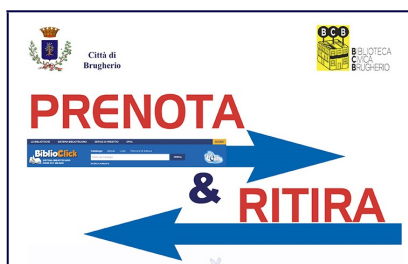 Città di
Brugherio
BCB
BIBLIOTECA
CIVICA
BRUGHERIO
PRENOTA
BiblioClick
&
RITIRA